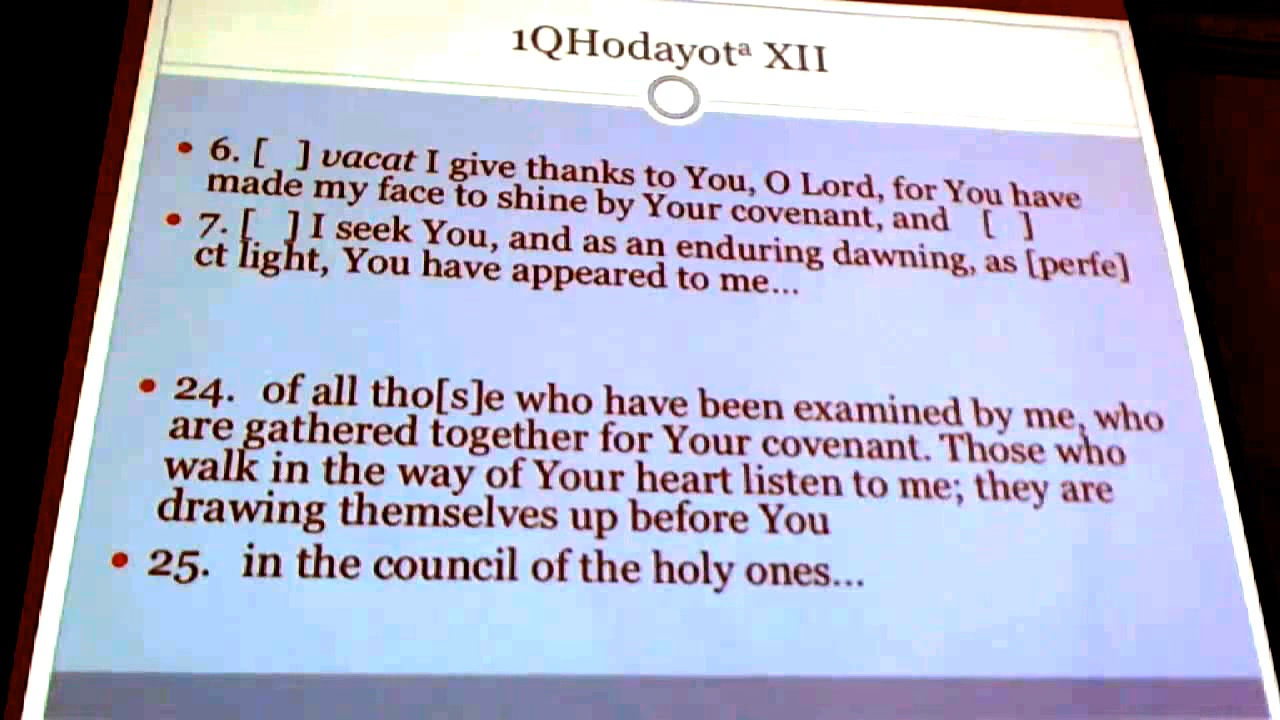 1QHodayotᵃ XII
• 6. [ ] vacat I give thanks to You, O Lord, for You have
made my face to shine by Your covenant, and [ ]
• 7. [ ] I seek You, and as an enduring dawning, as [perfe]
ct light, You have appeared to me...
• 24. of all tho[s]e who have been examined by me, who
are gathered together for Your covenant. Those who
walk in the way of Your heart listen to me; they are
drawing themselves up before You
• 25. in the council of the holy ones...